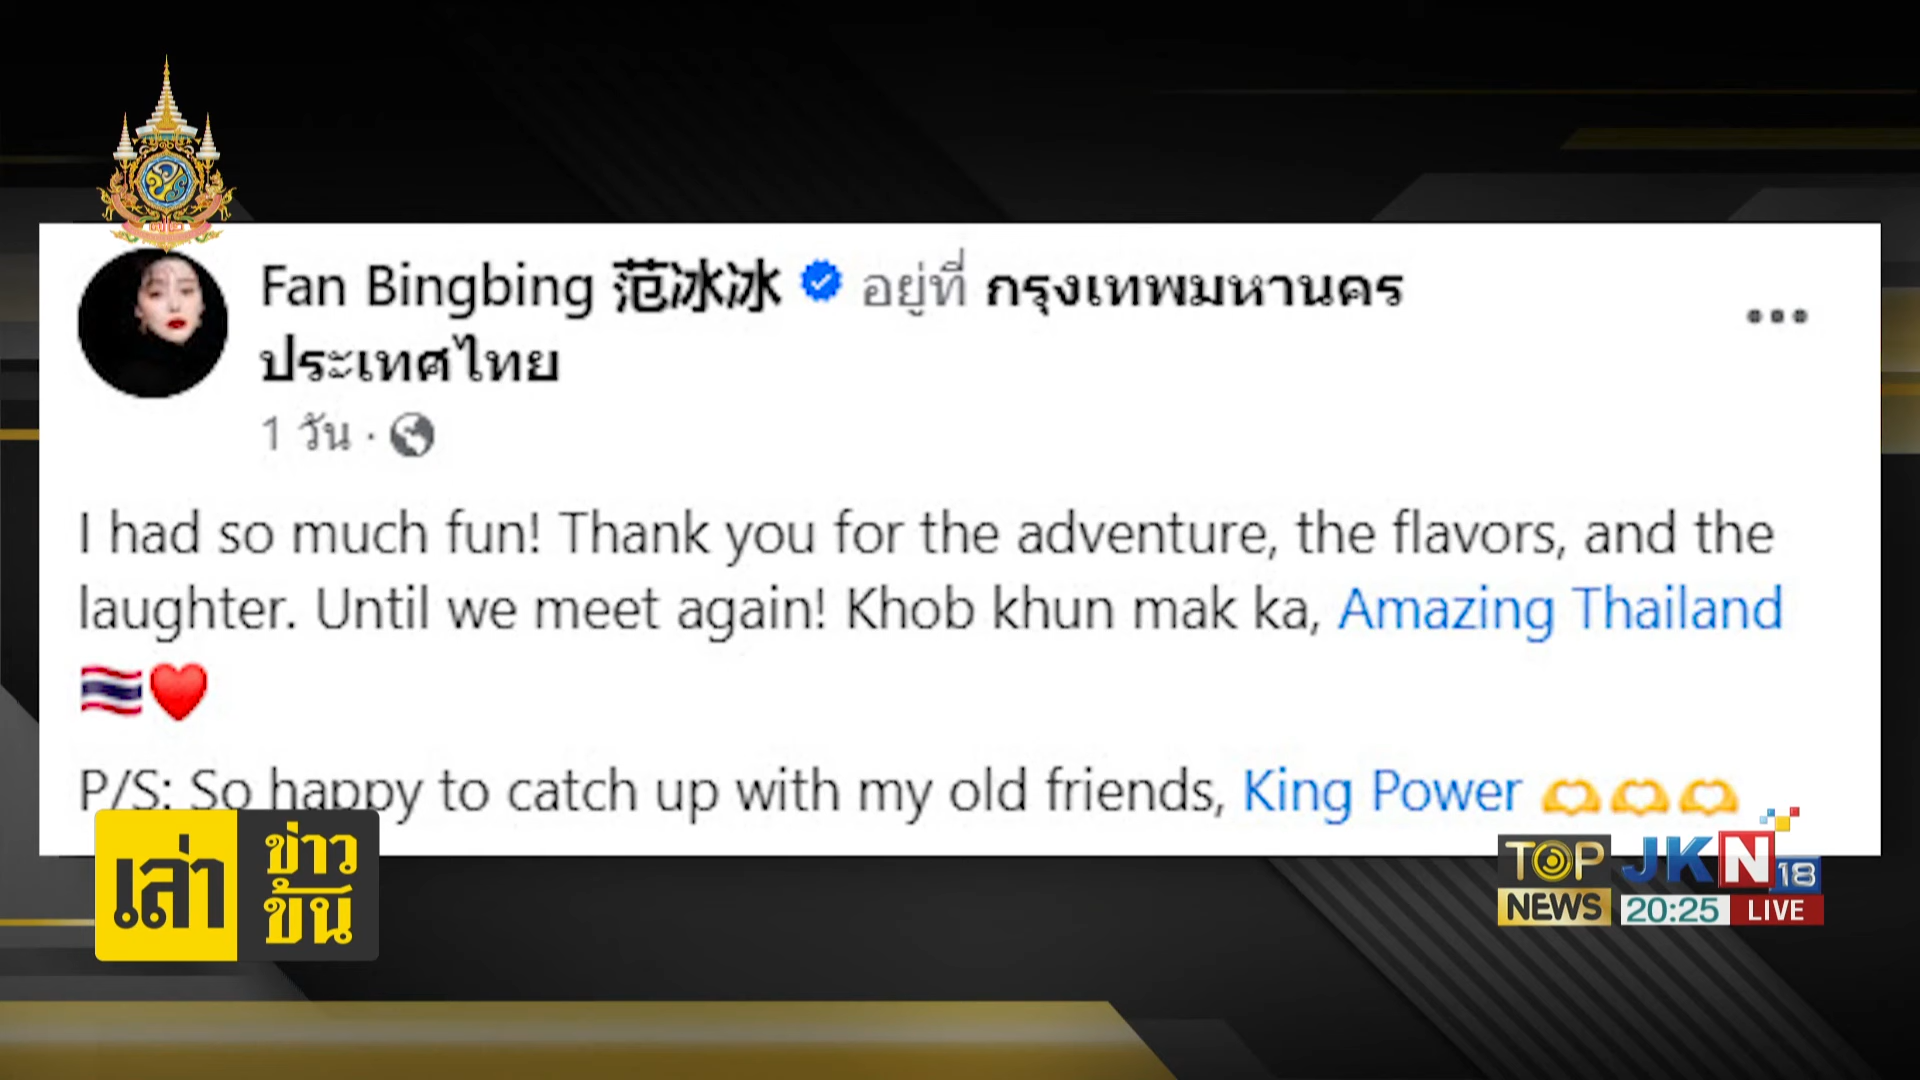 Fan Bingbing 范冰冰 อยู่ที่ กรุงเทพมหานคร
ประเทศไทย
1 วัน ·
I had so much fun! Thank you for the adventure, the flavors, and the
laughter. Until we meet again! Khob khun mak ka, Amazing Thailand
🇹🇭❤️
P/S: So happy to catch up with my old friends, King Power 🫶🫶🫶
เล่า
ข่าว
ข้น
TOP
NEWS
JKN 18
20:25 LIVE